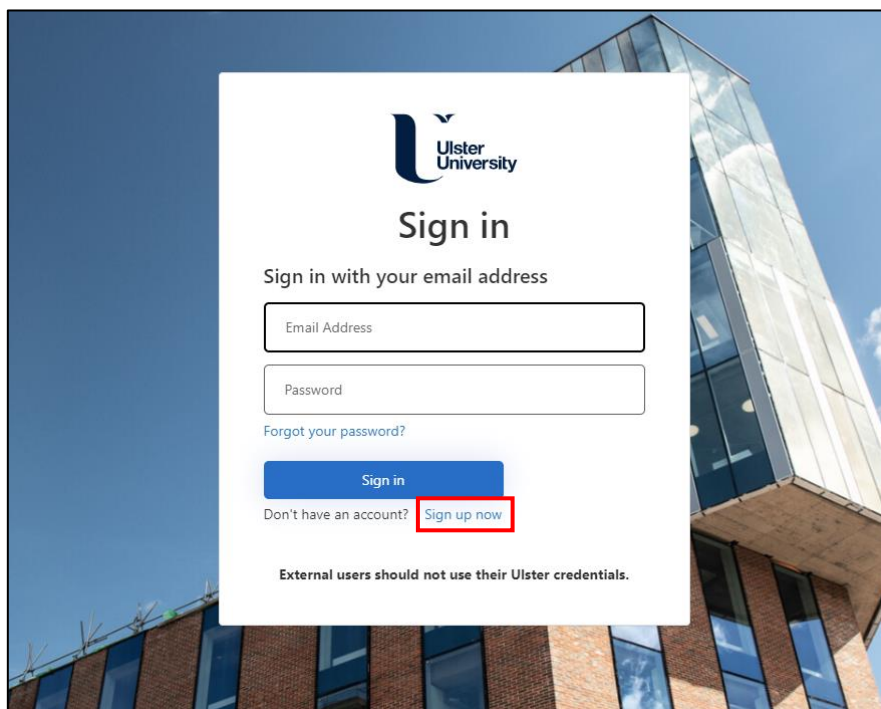 Ulster
University
Sign in
Sign in with your email address
Email Address
Password
Forgot your password?
Sign in
Don't have an account? Sign up now
External users should not use their Ulster credentials.